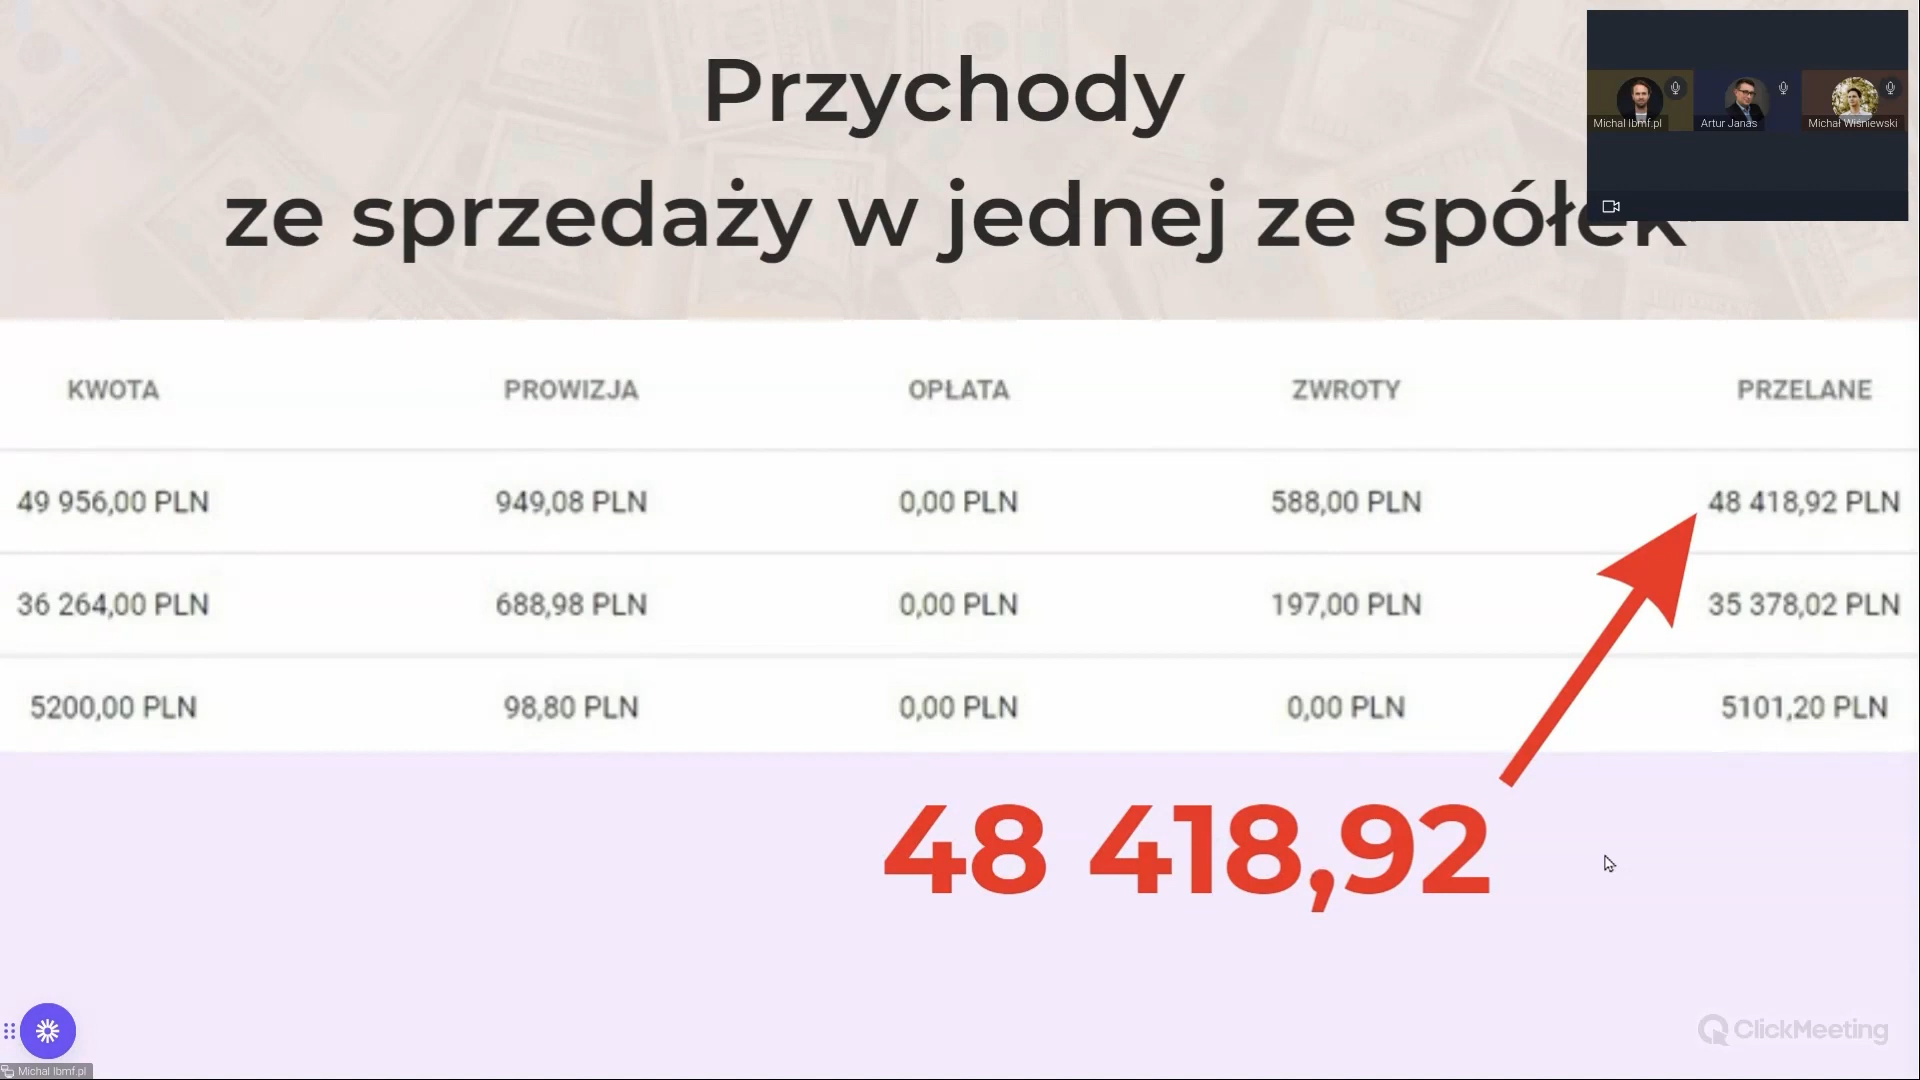 Przychody
ze sprzedaży w jednej ze spółek
Michal lbmf.pl
Artur Janas
Michał Wiśniewski
KWOTA PROWIZJA OPŁATA ZWROTY PRZELANE
49 956,00 PLN 949,08 PLN 0,00 PLN 588,00 PLN 48 418,92 PLN
36 264,00 PLN 688,98 PLN 0,00 PLN 197,00 PLN 35 378,02 PLN
5200,00 PLN 98,80 PLN 0,00 PLN 0,00 PLN 5101,20 PLN
48 418,92
ClickMeeting
Michal lbmf.pl